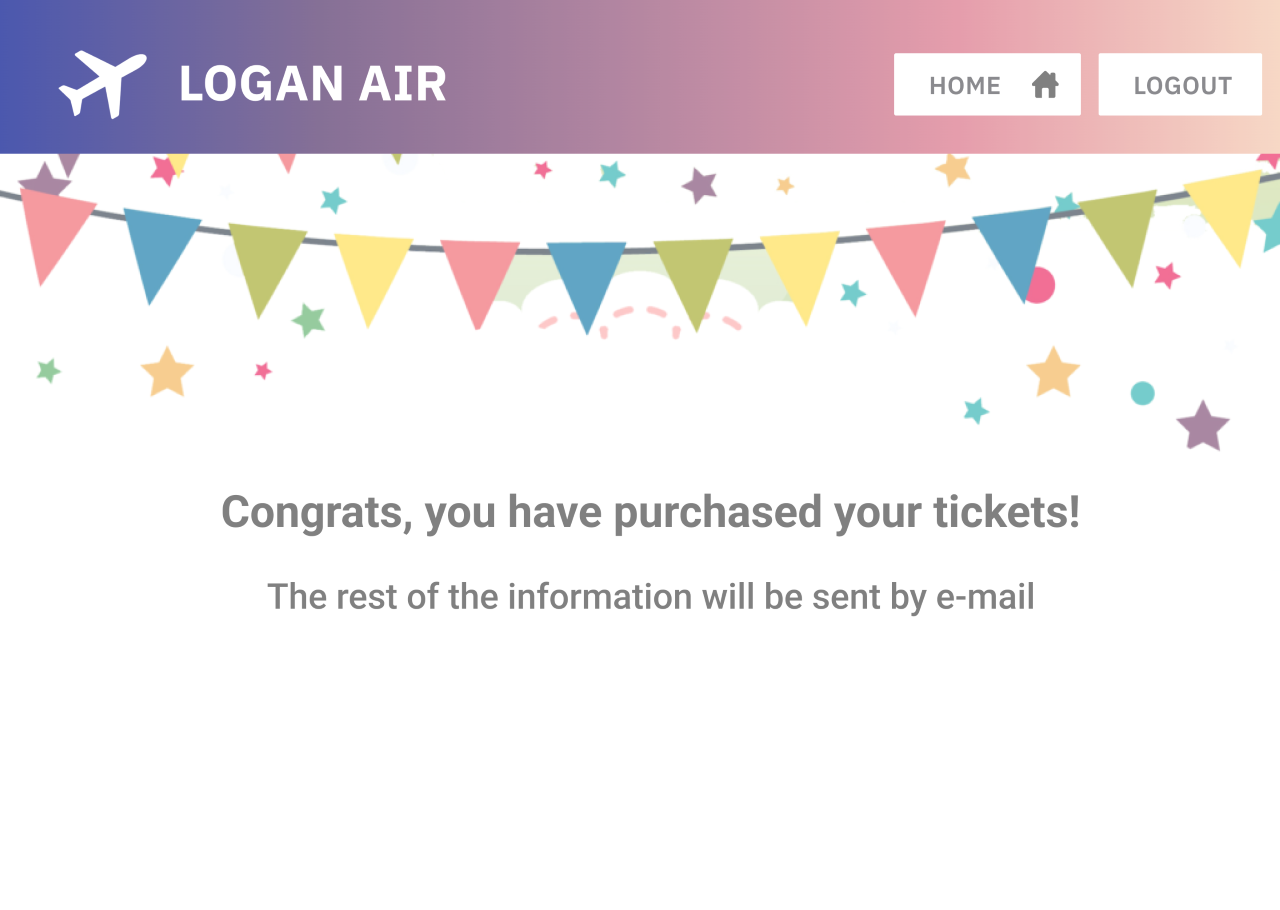 LOGAN AIR
HOME
LOGOUT
Congrats, you have purchased your tickets!
The rest of the information will be sent by e-mail